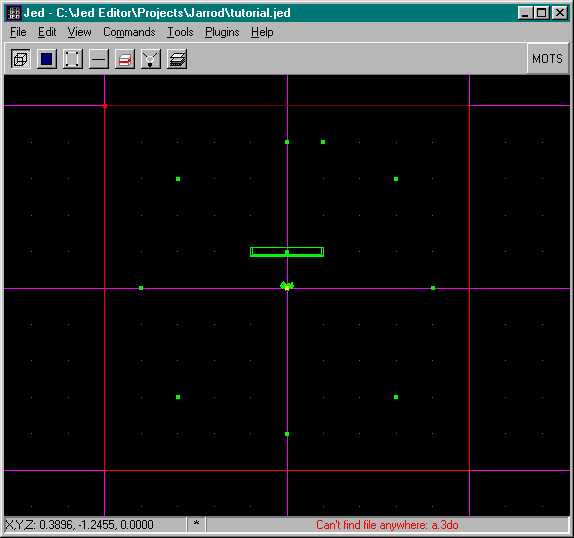 Jed - C:\Jed Editor\Projects\Jarrod\tutorial.jed
File Edit View Commands Tools Plugins Help
MOTS
X,Y,Z: 0.3896, -1.2455, 0.0000 * Can't find file anywhere: a.3do